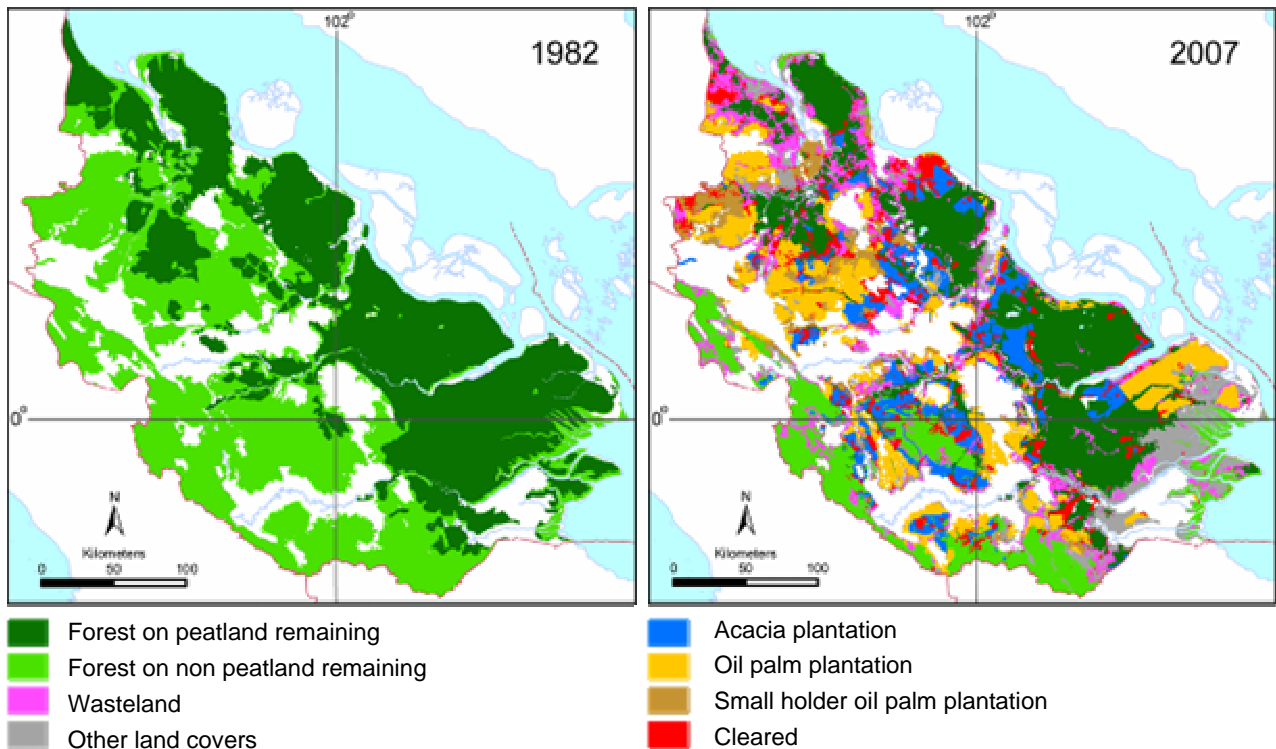 102°
1982
0°
N
Kilometers
0 50 100
102°
2007
0°
N
Kilometers
0 50 100
Forest on peatland remaining
Forest on non peatland remaining
Wasteland
Other land covers
Acacia plantation
Oil palm plantation
Small holder oil palm plantation
Cleared